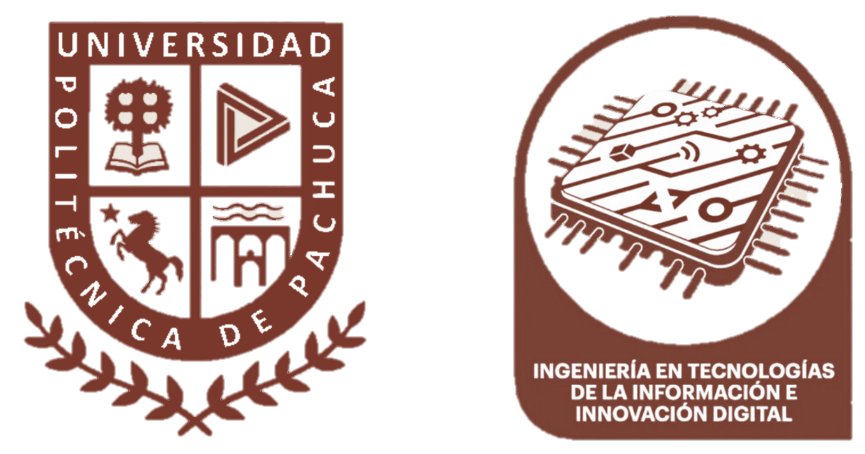 UNIVERSIDAD
POLITÉCNICA DE PACHUCA
INGENIERÍA EN TECNOLOGÍAS
DE LA INFORMACIÓN E
INNOVACIÓN DIGITAL